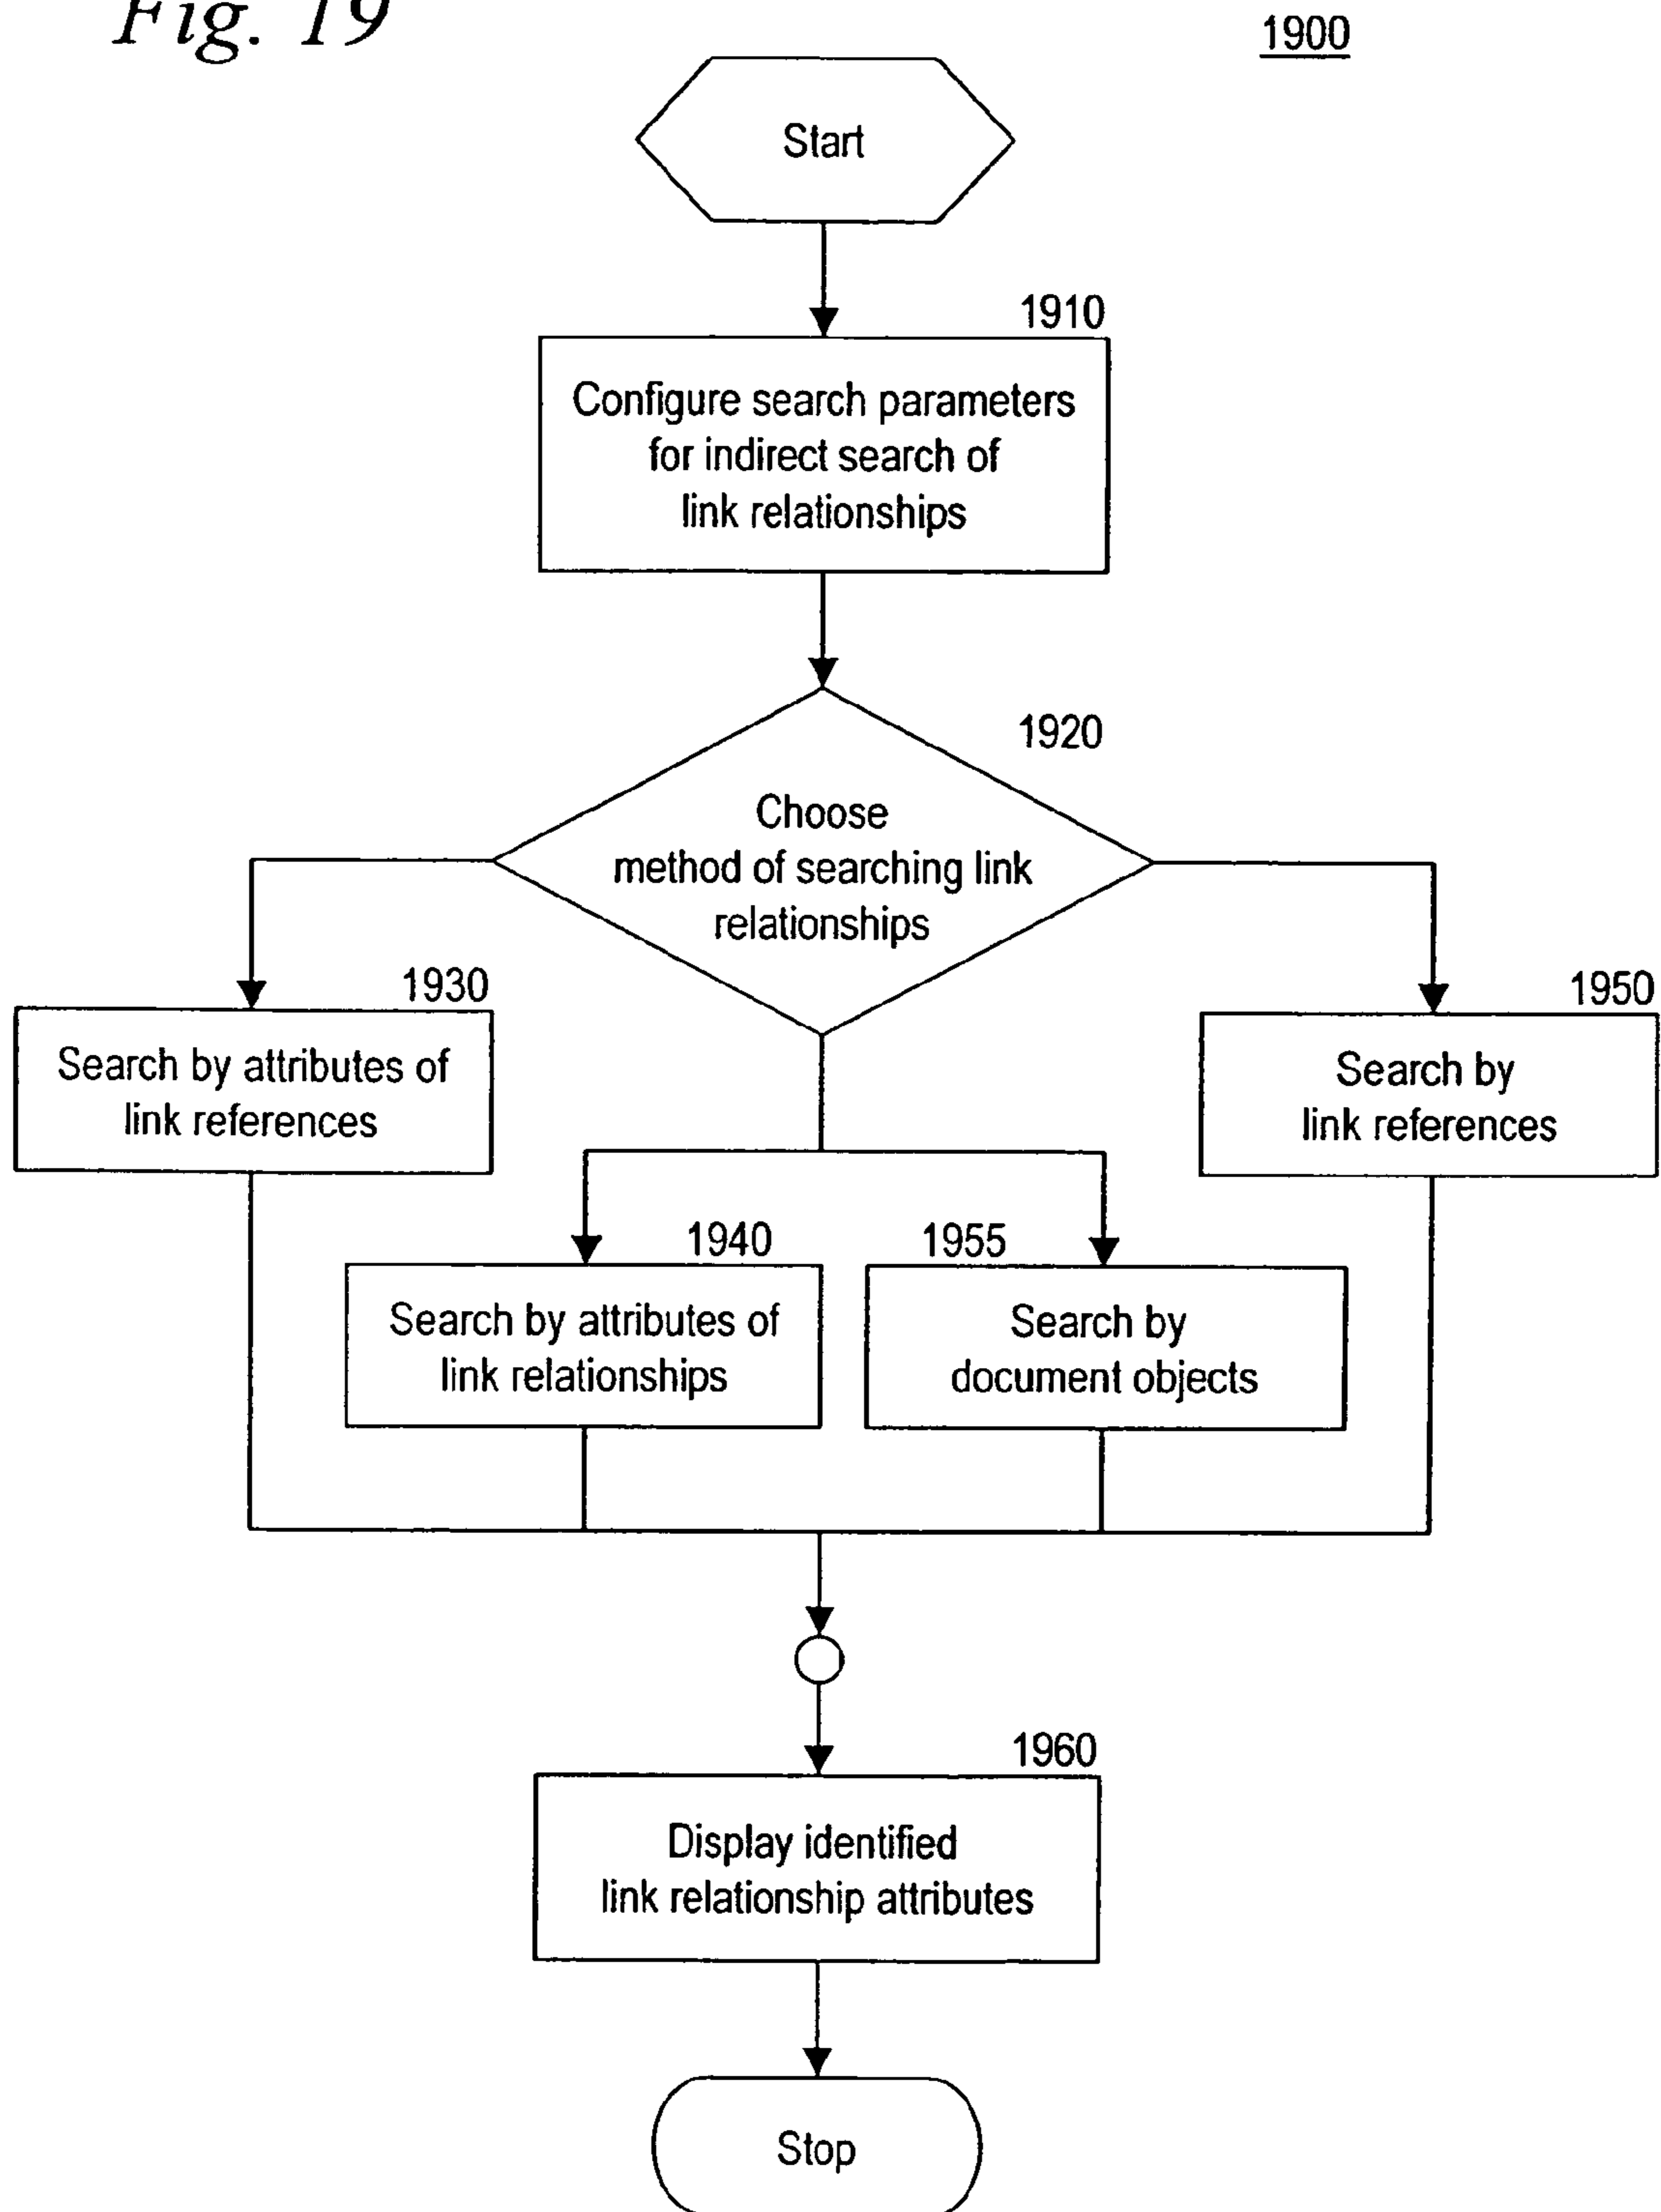 Fig. 19
1900
Start
1910
Configure search parameters
for indirect search of
link relationships
1920
Choose
method of searching link
relationships
1930
Search by attributes of
link references
1950
Search by
link references
1940
Search by attributes of
link relationships
1955
Search by
document objects
1960
Display identified
link relationship attributes
Stop